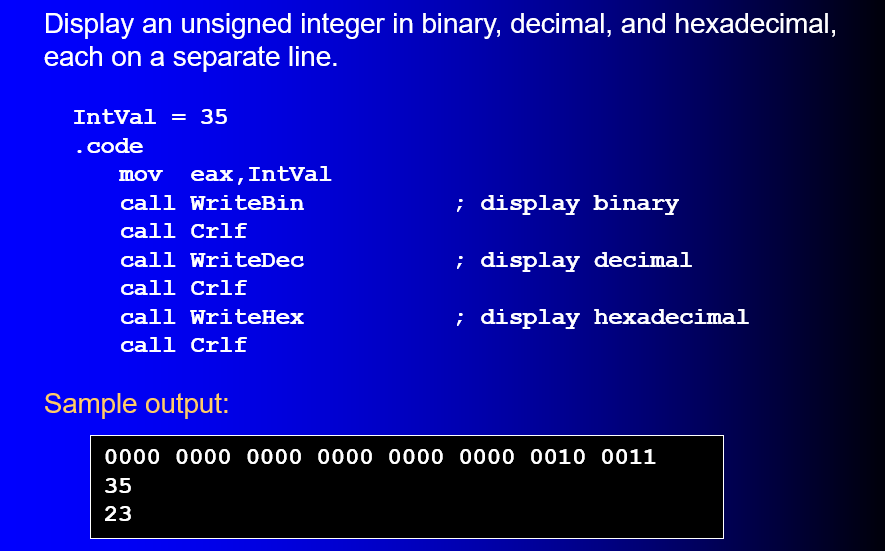 Display an unsigned integer in binary, decimal, and hexadecimal,
each on a separate line.
IntVal = 35
.code
mov eax,IntVal
call WriteBin ; display binary
call Crlf
call WriteDec ; display decimal
call Crlf
call WriteHex ; display hexadecimal
call Crlf
Sample output:
0000 0000 0000 0000 0000 0000 0010 0011
35
23